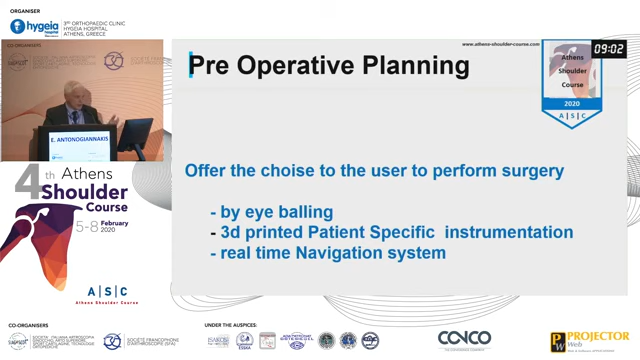 ORGANISER
hygeia
3RD ORTHOPAEDIC CLINIC
HYGEIA HOSPITAL
ATHENS, GREECE
CO-ORGANISERS
E. ANTONOGIANNAKIS
4th Athens
Shoulder
Course
5-8 February
2020
A|S|C
Athens Shoulder Course
www.athens-shoulder-course.com
09:02
Pre Operative Planning
Athens
Shoulder
Course
2020
A|S|C
Offer the choise to the user to perform surgery
- by eye balling
- 3d printed Patient Specific instrumentation
- real time Navigation system
CO-ORGANISERS
UNDER THE AUSPICES:
CONCO
PROJECTOR
Web